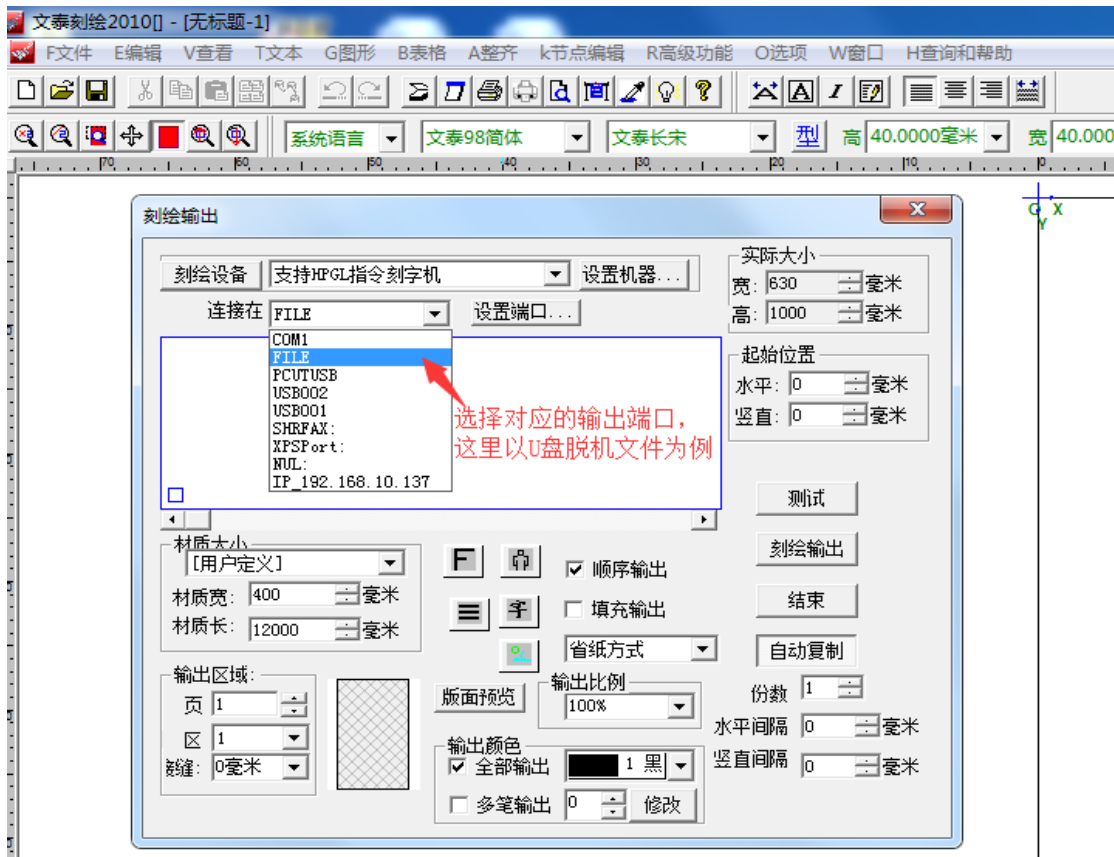 文泰刻绘2010[] - [无标题-1]
F文件 E编辑 V查看 T文本 G图形 B表格 A整齐 k节点编辑 R高级功能 O选项 W窗口 H查询和帮助
系统语言 文泰98简体 文泰长宋 型 高 40.0000毫米 宽 40.000
70 60 50 40 30 20 10 0
X
Y
刻绘输出
刻绘设备 支持HPGL指令刻字机 设置机器...
连接在 FILE 设置端口...
COM1
FILE
PCUTUSB
USB002
USB001
SHRFAX:
XPSPort:
NUL:
IP_192.168.10.137
选择对应的输出端口，
这里以U盘脱机文件为例
实际大小
宽: 630 毫米
高: 1000 毫米
起始位置
水平: 0 毫米
竖直: 0 毫米
测试
刻绘输出
结束
自动复制
份数 1
水平间隔 0 毫米
竖直间隔 0 毫米
材质大小
[用户定义]
材质宽: 400 毫米
材质长: 12000 毫米
F
顺序输出
填充输出
省纸方式
输出区域:
页 1
区 1
接缝: 0毫米
版面预览
输出比例
100%
输出颜色
全部输出 1 黑
多笔输出 0 修改